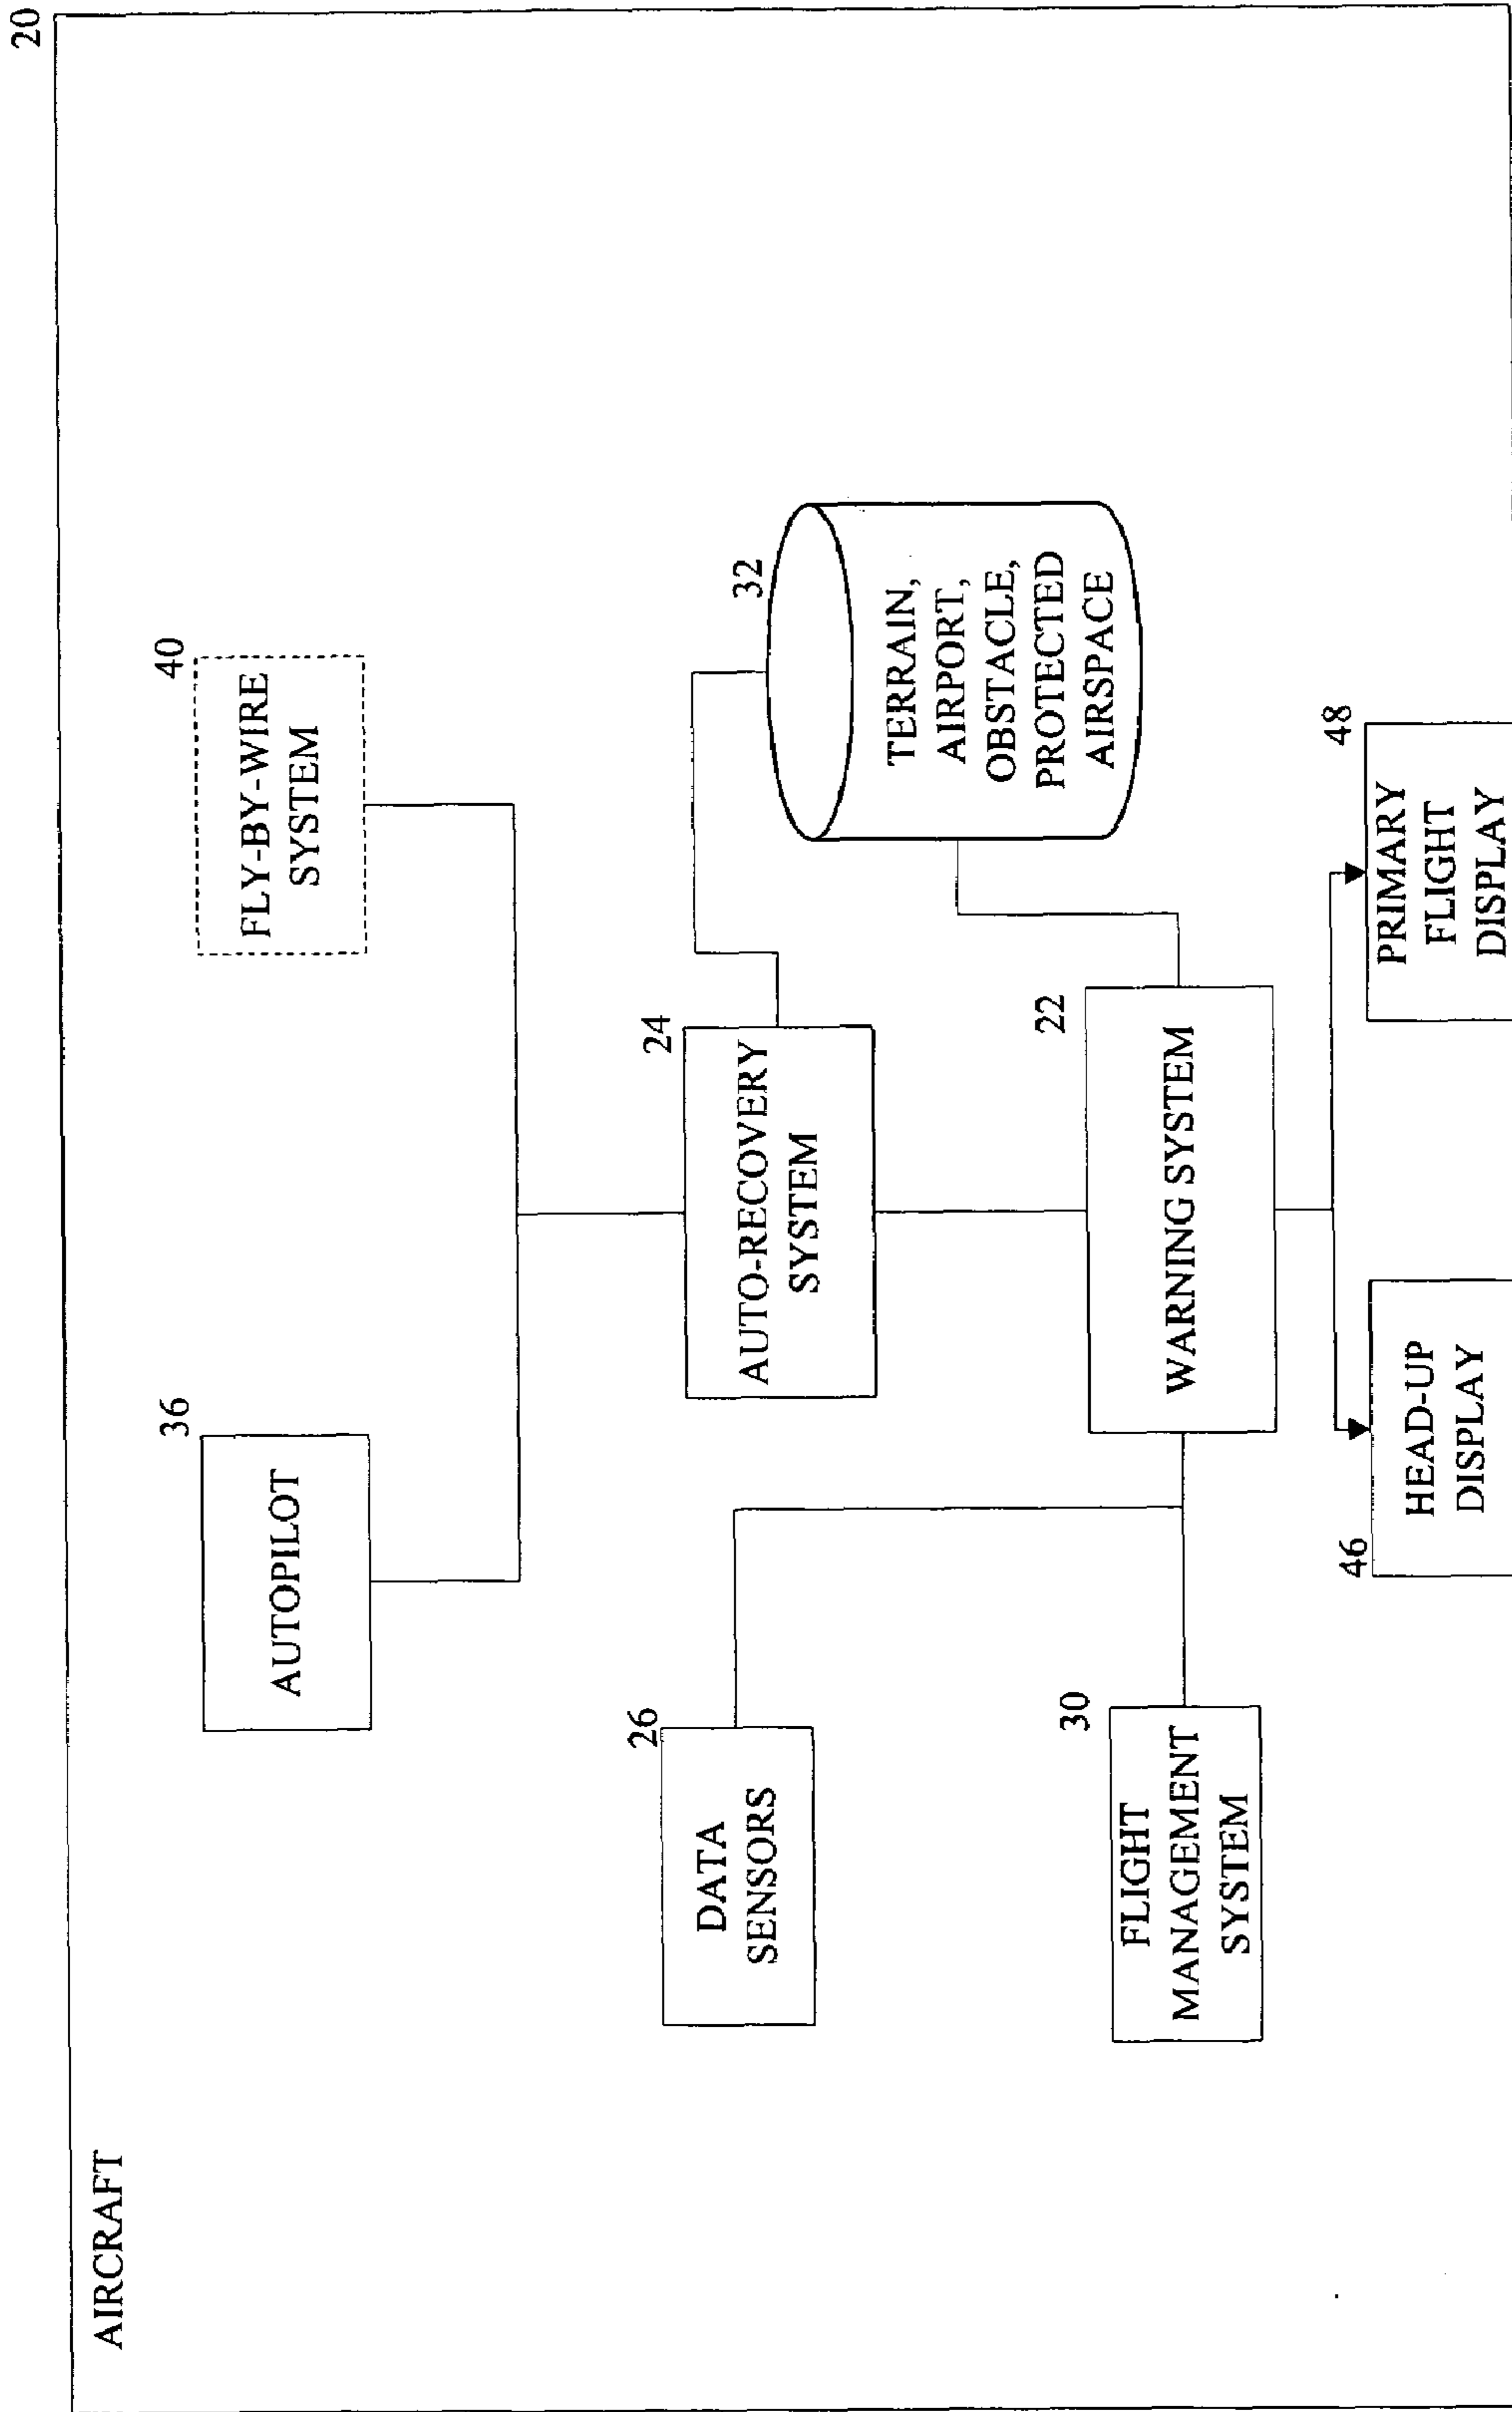 20
AIRCRAFT
36
AUTOPILOT
40
FLY-BY-WIRE
SYSTEM
26
DATA
SENSORS
24
AUTO-RECOVERY
SYSTEM
32
TERRAIN,
AIRPORT,
OBSTACLE,
PROTECTED
AIRSPACE
30
FLIGHT
MANAGEMENT
SYSTEM
22
WARNING SYSTEM
46
HEAD-UP
DISPLAY
48
PRIMARY
FLIGHT
DISPLAY